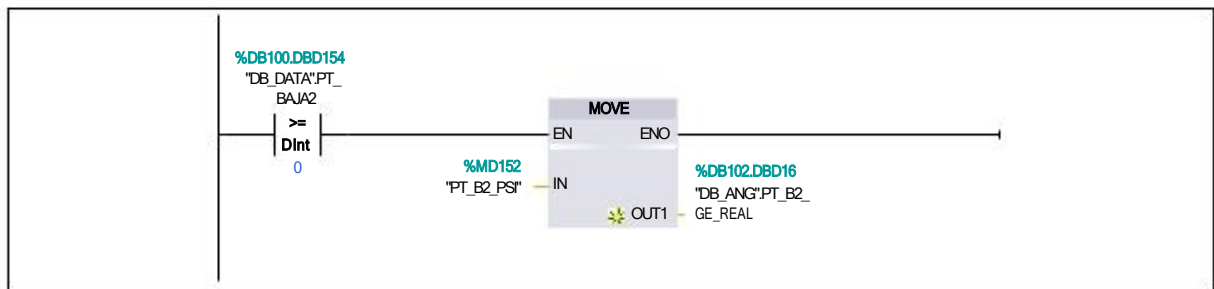 %DB100.DBD154
"DB_DATA".PT_
BAJA2
>=
DInt
0
MOVE
EN ENO
%MD152
"PT_B2_PSI"
IN
OUT1
%DB102.DBD16
"DB_ANG".PT_B2_
GE_REAL